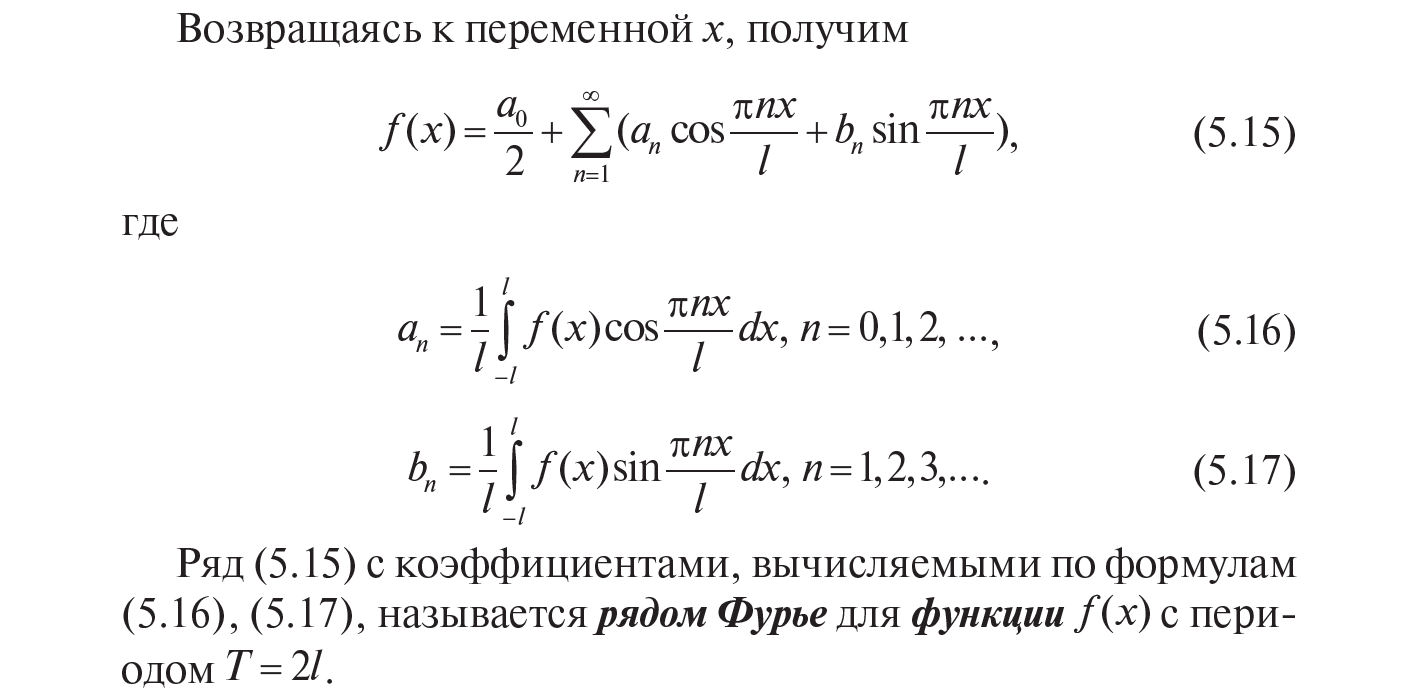 Возвращаясь к переменной x, получим
f(x) = a₀/2 + ∑_{n=1}^{∞} (aₙ cos πnx/l + bₙ sin πnx/l), (5.15)
где
aₙ = 1/l ∫_{-l}^{l} f(x) cos πnx/l dx, n = 0,1,2, ..., (5.16)
bₙ = 1/l ∫_{-l}^{l} f(x) sin πnx/l dx, n = 1,2,3,.... (5.17)
Ряд (5.15) с коэффициентами, вычисляемыми по формулам
(5.16), (5.17), называется рядом Фурье для функции f(x) с пери-
одом T = 2l.